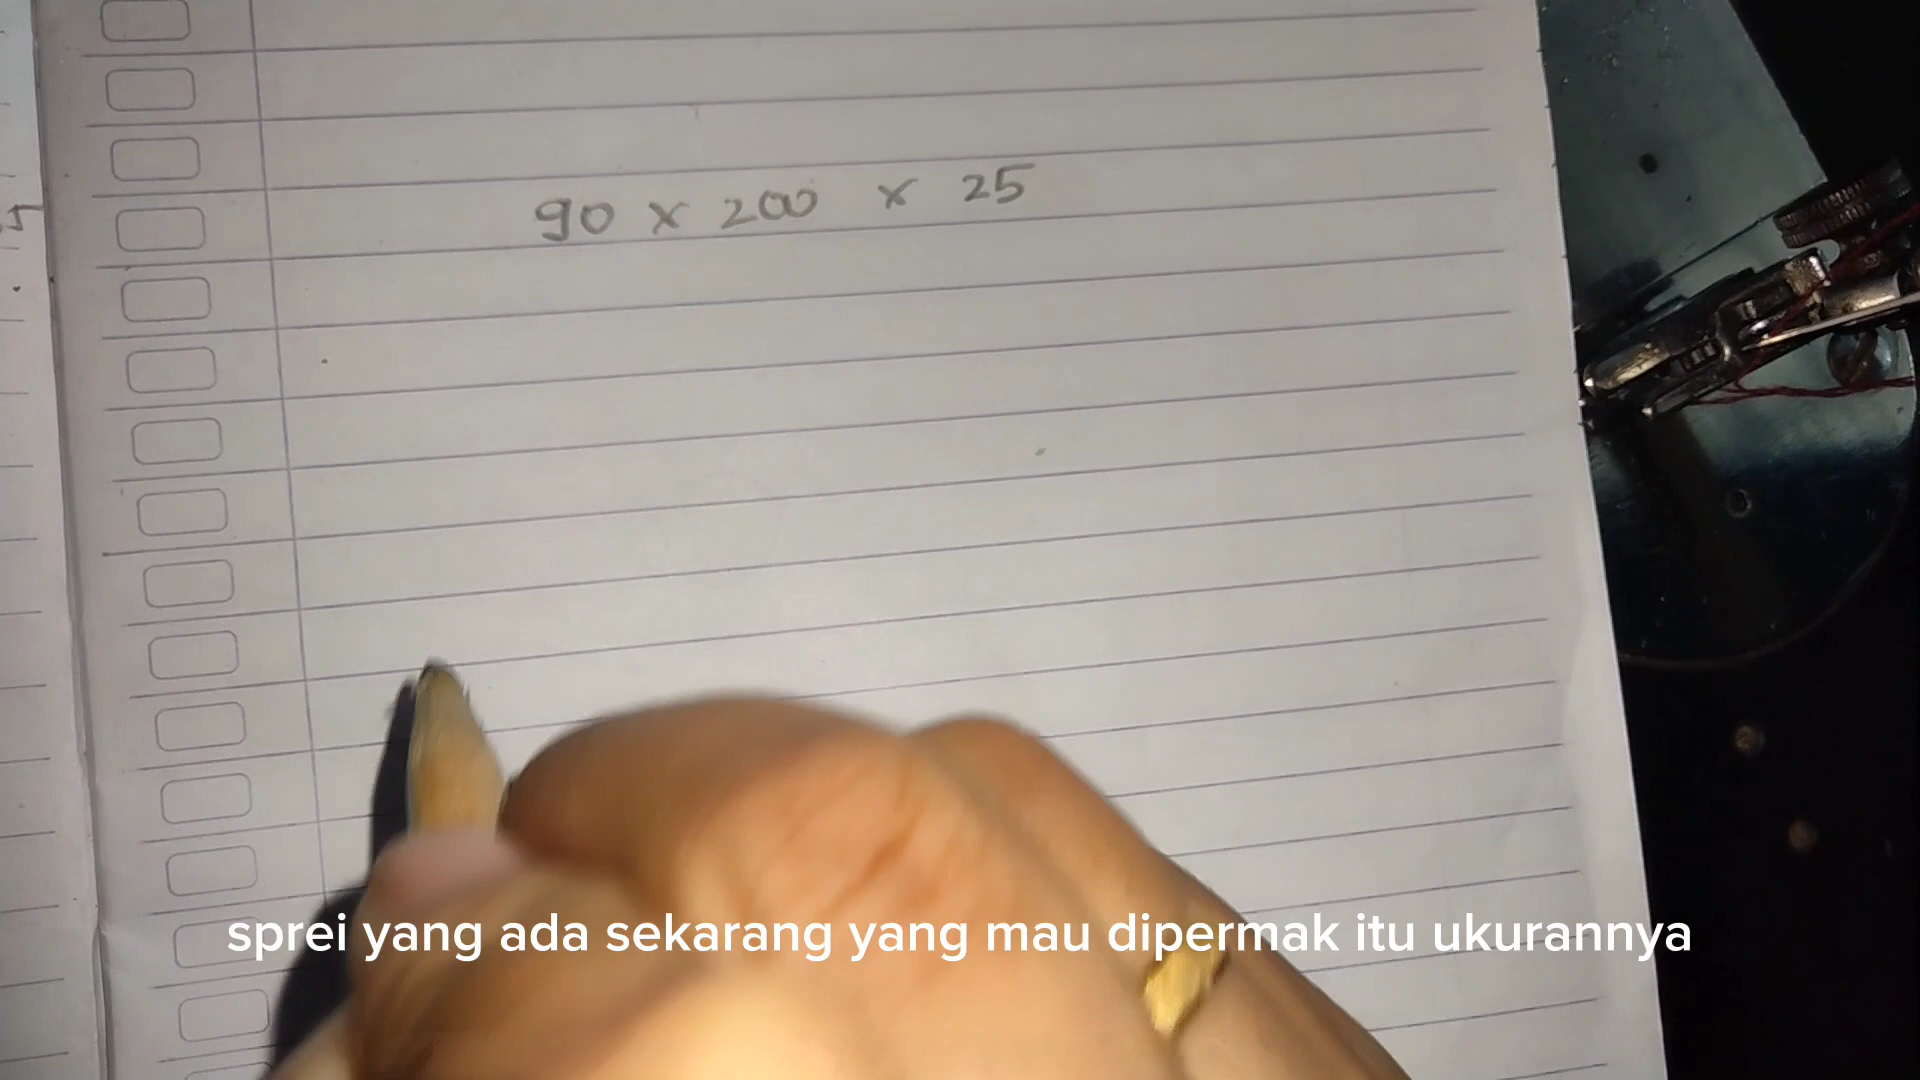 90 x 200 x 25
sprei yang ada sekarang yang mau dipermak itu ukurannya